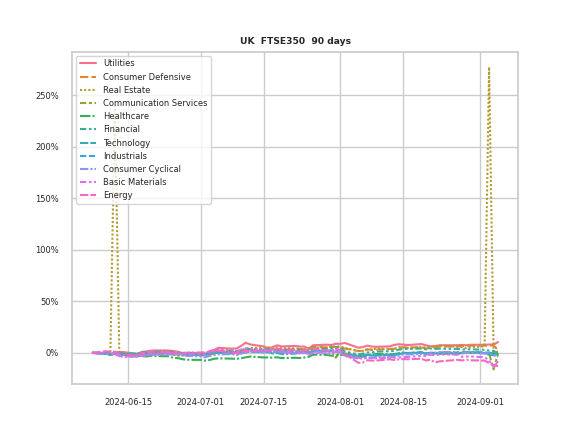 UK FTSE350 90 days
Utilities
Consumer Defensive
Real Estate
Communication Services
Healthcare
Financial
Technology
Industrials
Consumer Cyclical
Basic Materials
Energy
250%
200%
150%
100%
50%
0%
2024-06-15 2024-07-01 2024-07-15 2024-08-01 2024-08-15 2024-09-01